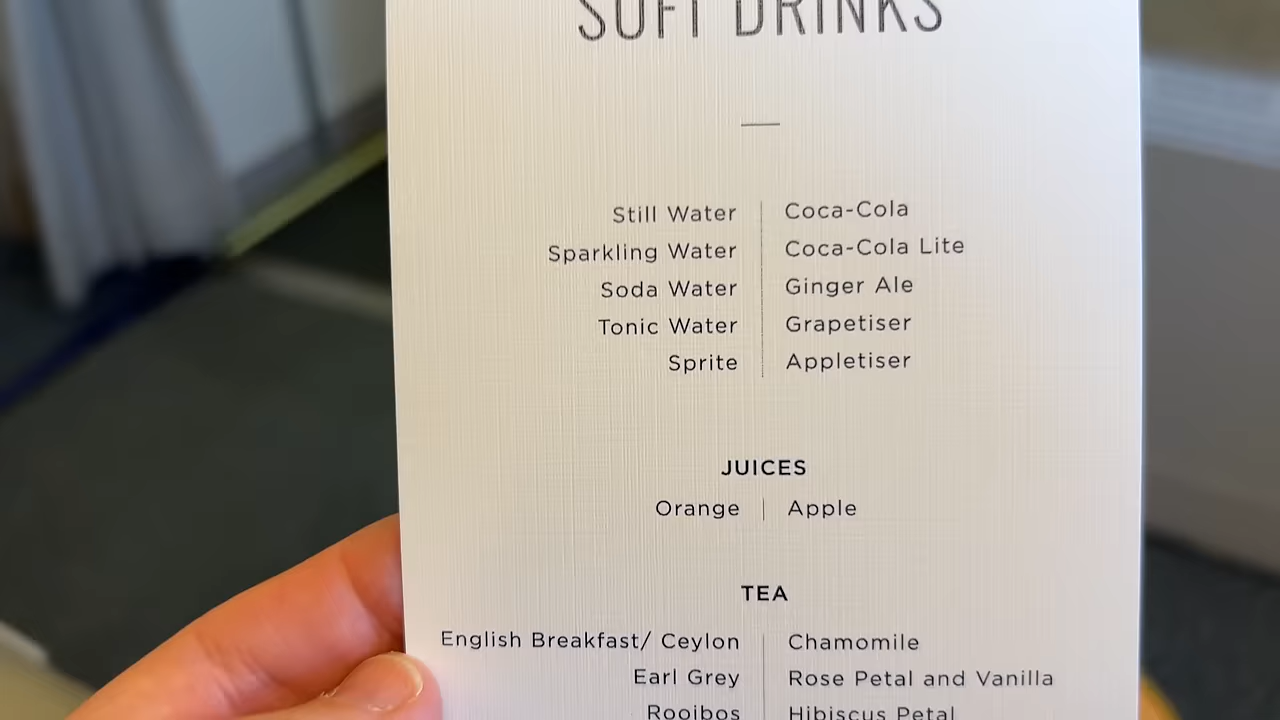 SOFT DRINKS
Still Water | Coca-Cola
Sparkling Water | Coca-Cola Lite
Soda Water | Ginger Ale
Tonic Water | Grapetiser
Sprite | Appletiser
JUICES
Orange | Apple
TEA
English Breakfast/ Ceylon | Chamomile
Earl Grey | Rose Petal and Vanilla
Rooibos | Hibiscus Petal